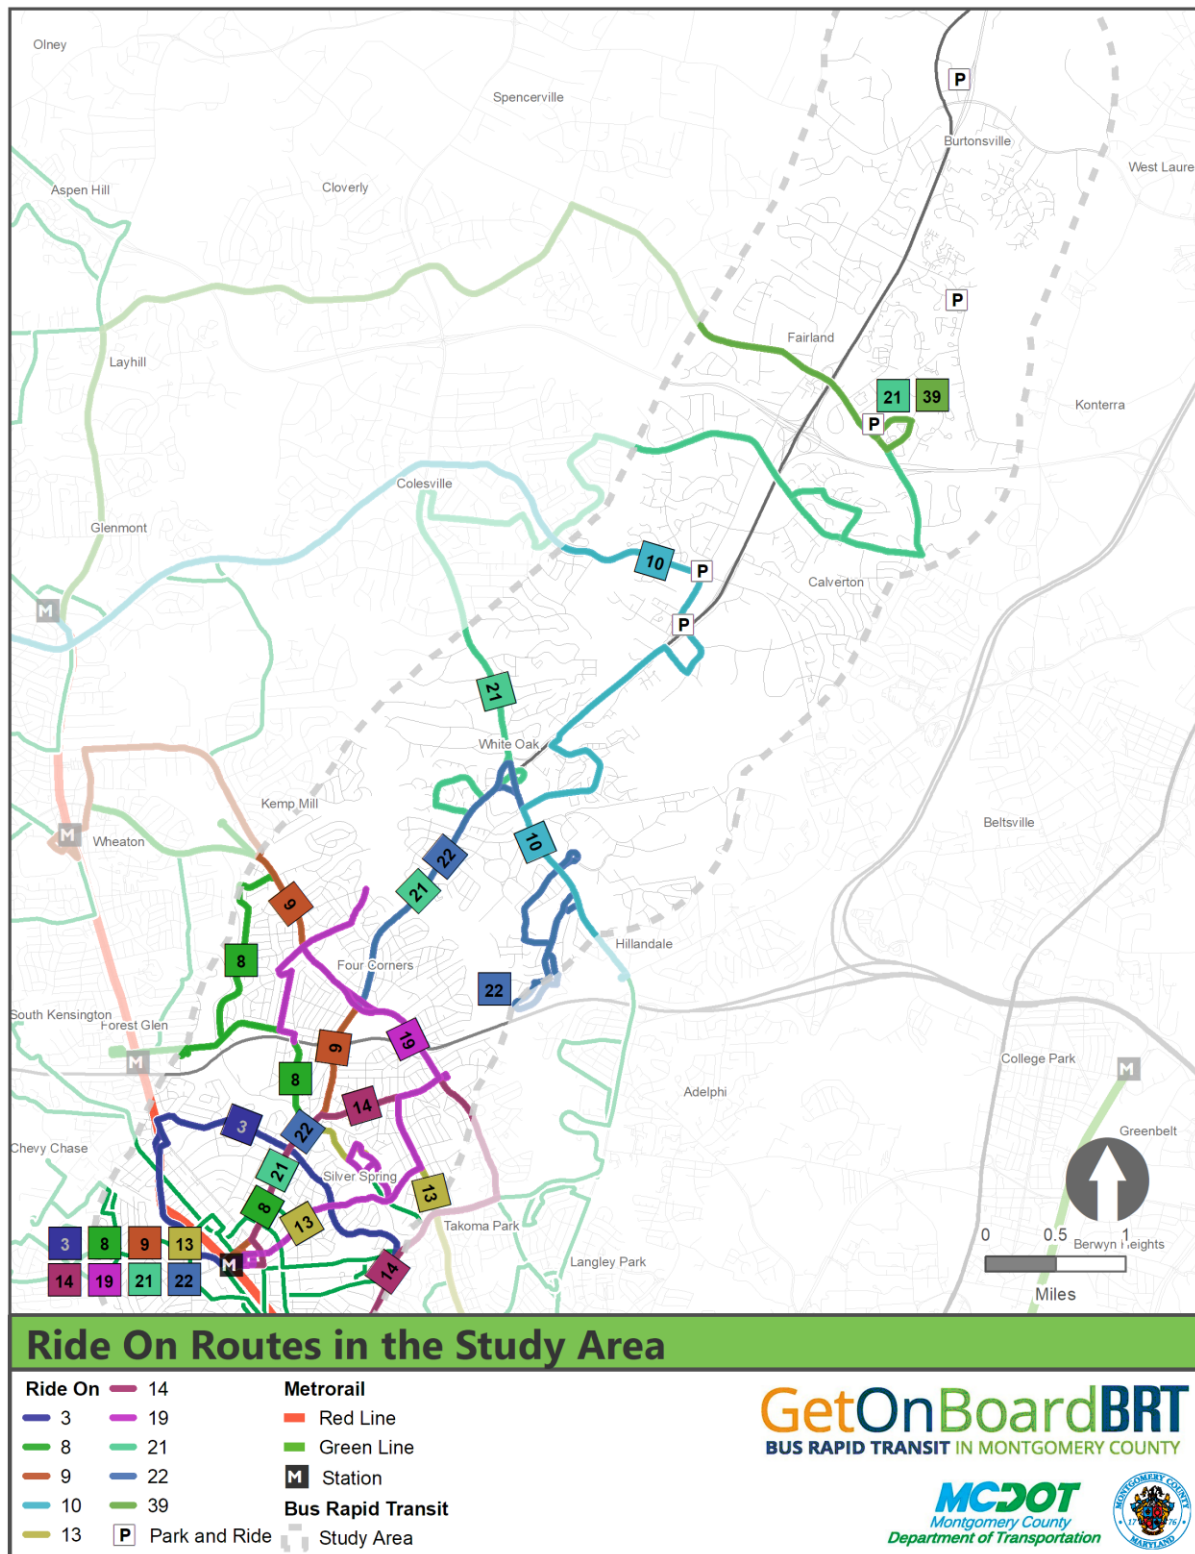 Olney
Spencerville
P
Burtonsville
West Laure
Aspen Hill
Cloverly
P
Fairland
Layhill
21 39
Konterra
P
Colesville
Glenmont
10
P
Calverton
M
P
21
White Oak
Kemp Mill
Beltsville
M
Wheaton
10
22
21
9
Hillandale
8
Four Corners
22
South Kensington
Forest Glen
19
9
College Park
M
M
8
Adelphi
14
3
22
Greenbelt
Chevy Chase
21
Silver Spring
13
8
13
Takoma Park
0 0.5 1
3 8 9 13
Berwyn Heights
M
Langley Park
14 19 21 22
14
Miles
Ride On Routes in the Study Area
Ride On
3
8
9
10
13
14
19
21
22
39
P Park and Ride
Metrorail
Red Line
Green Line
M Station
Bus Rapid Transit
Study Area
GetOnBoardBRT
BUS RAPID TRANSIT IN MONTGOMERY COUNTY
MCDOT
Montgomery County
Department of Transportation
MONTGOMERY COUNTY
17 76
MARYLAND